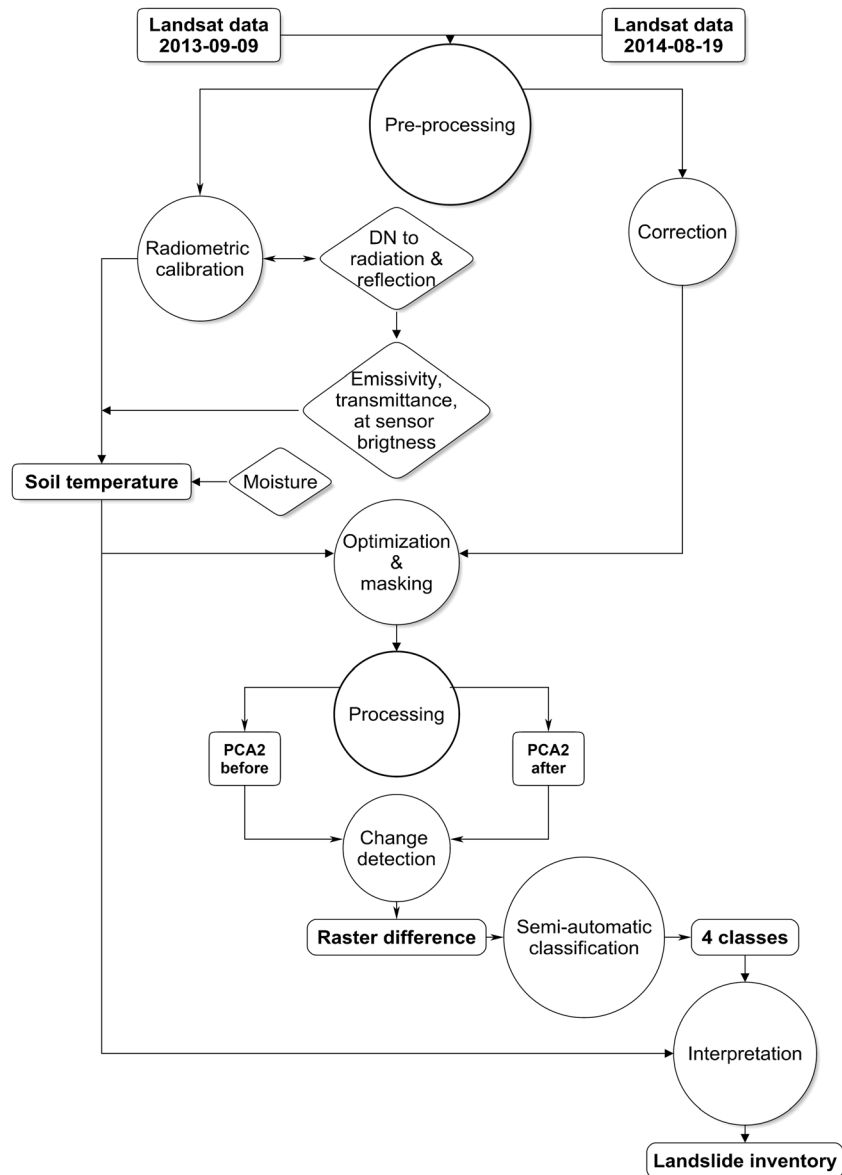 Landsat data
2013-09-09
Landsat data
2014-08-19
Pre-processing
Radiometric
calibration
DN to
radiation &
reflection
Correction
Emissivity,
transmittance,
at sensor
brigtness
Soil temperature
Moisture
Optimization
&
masking
Processing
PCA2
before
PCA2
after
Change
detection
Raster difference
Semi-automatic
classification
4 classes
Interpretation
Landslide inventory